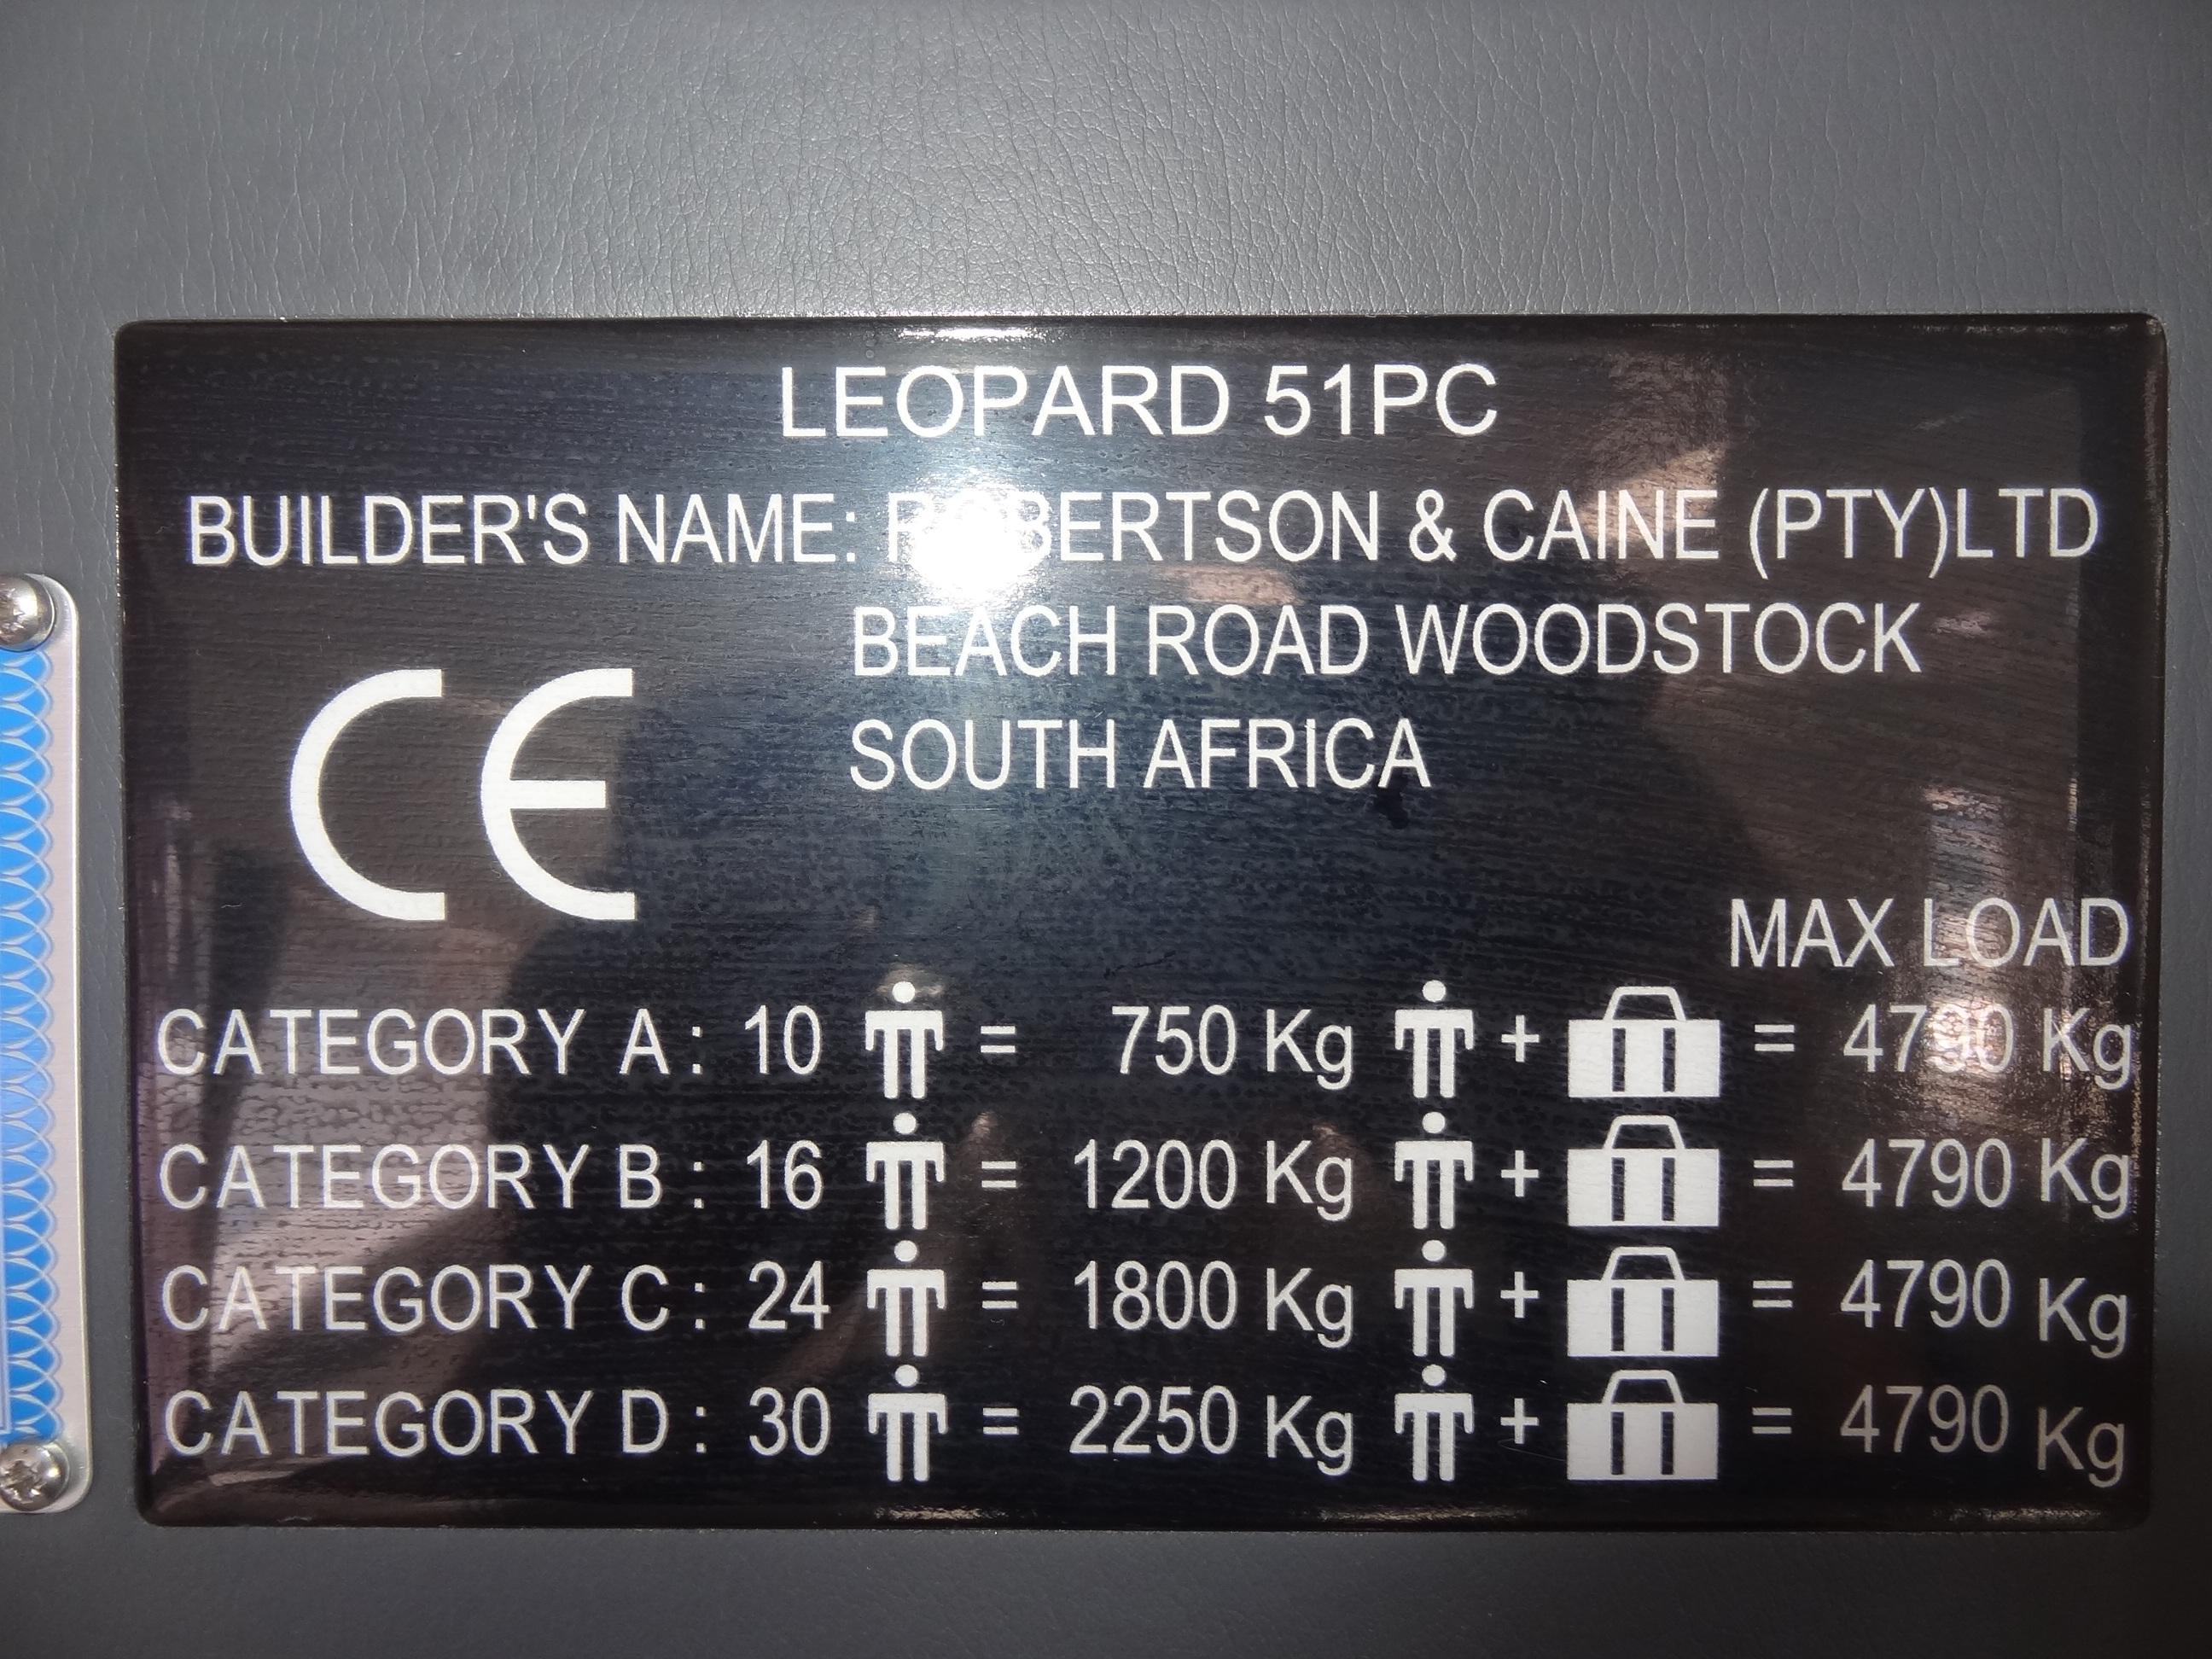 LEOPARD 51PC
BUILDER'S NAME: ROBERTSON & CAINE (PTY)LTD
BEACH ROAD WOODSTOCK
SOUTH AFRICA
CE
MAX LOAD
CATEGORY A : 10 = 750 Kg + = 4790 Kg
CATEGORY B : 16 = 1200 Kg + = 4790 Kg
CATEGORY C : 24 = 1800 Kg + = 4790 Kg
CATEGORY D : 30 = 2250 Kg + = 4790 Kg